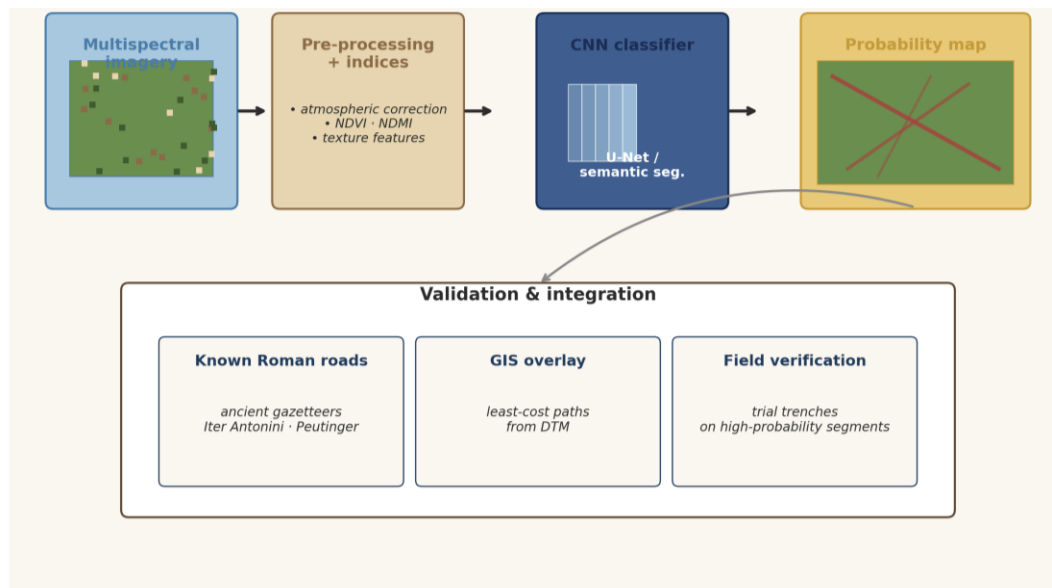 Multispectral
imagery
Pre-processing
+ indices
• atmospheric correction
• NDVI · NDMI
• texture features
CNN classifier
U-Net /
semantic seg.
Probability map
Validation & integration
Known Roman roads
ancient gazetteers
Iter Antonini · Peutinger
GIS overlay
least-cost paths
from DTM
Field verification
trial trenches
on high-probability segments